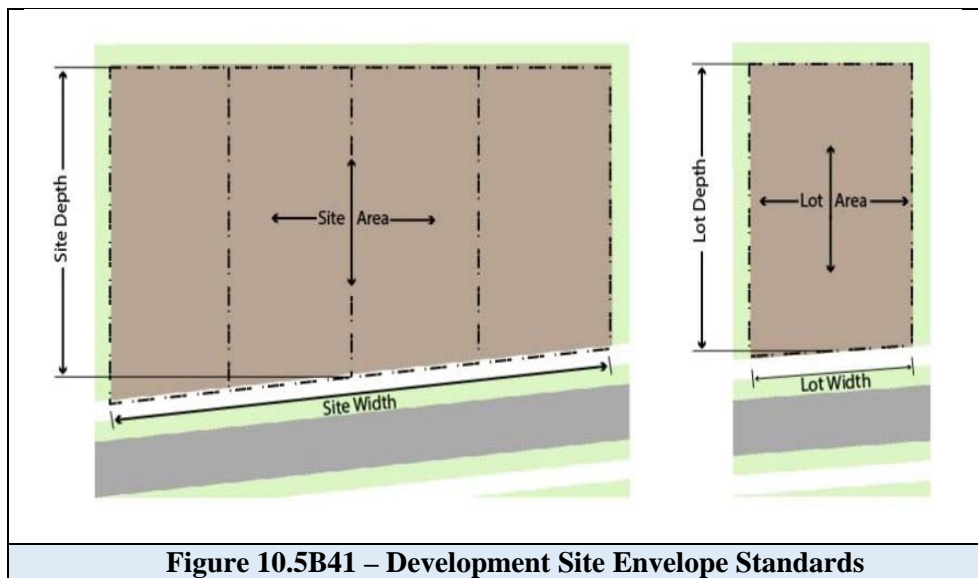 Site Depth
Site Area
Site Width
Lot Depth
Lot Area
Lot Width
Figure 10.5B41 – Development Site Envelope Standards